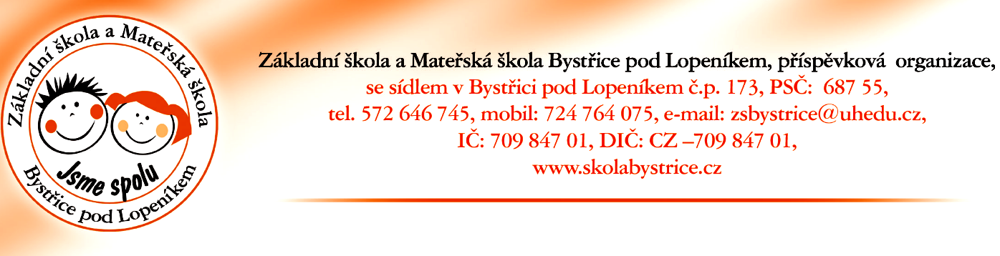 Základní škola a Mateřská škola
Jsme spolu
Bystřice pod Lopeníkem
Základní škola a Mateřská škola Bystřice pod Lopeníkem, příspěvková organizace,
se sídlem v Bystřici pod Lopeníkem č.p. 173, PSČ: 687 55,
tel. 572 646 745, mobil: 724 764 075, e-mail: zsbystrice@uhedu.cz,
IČ: 709 847 01, DIČ: CZ –709 847 01,
www.skolabystrice.cz